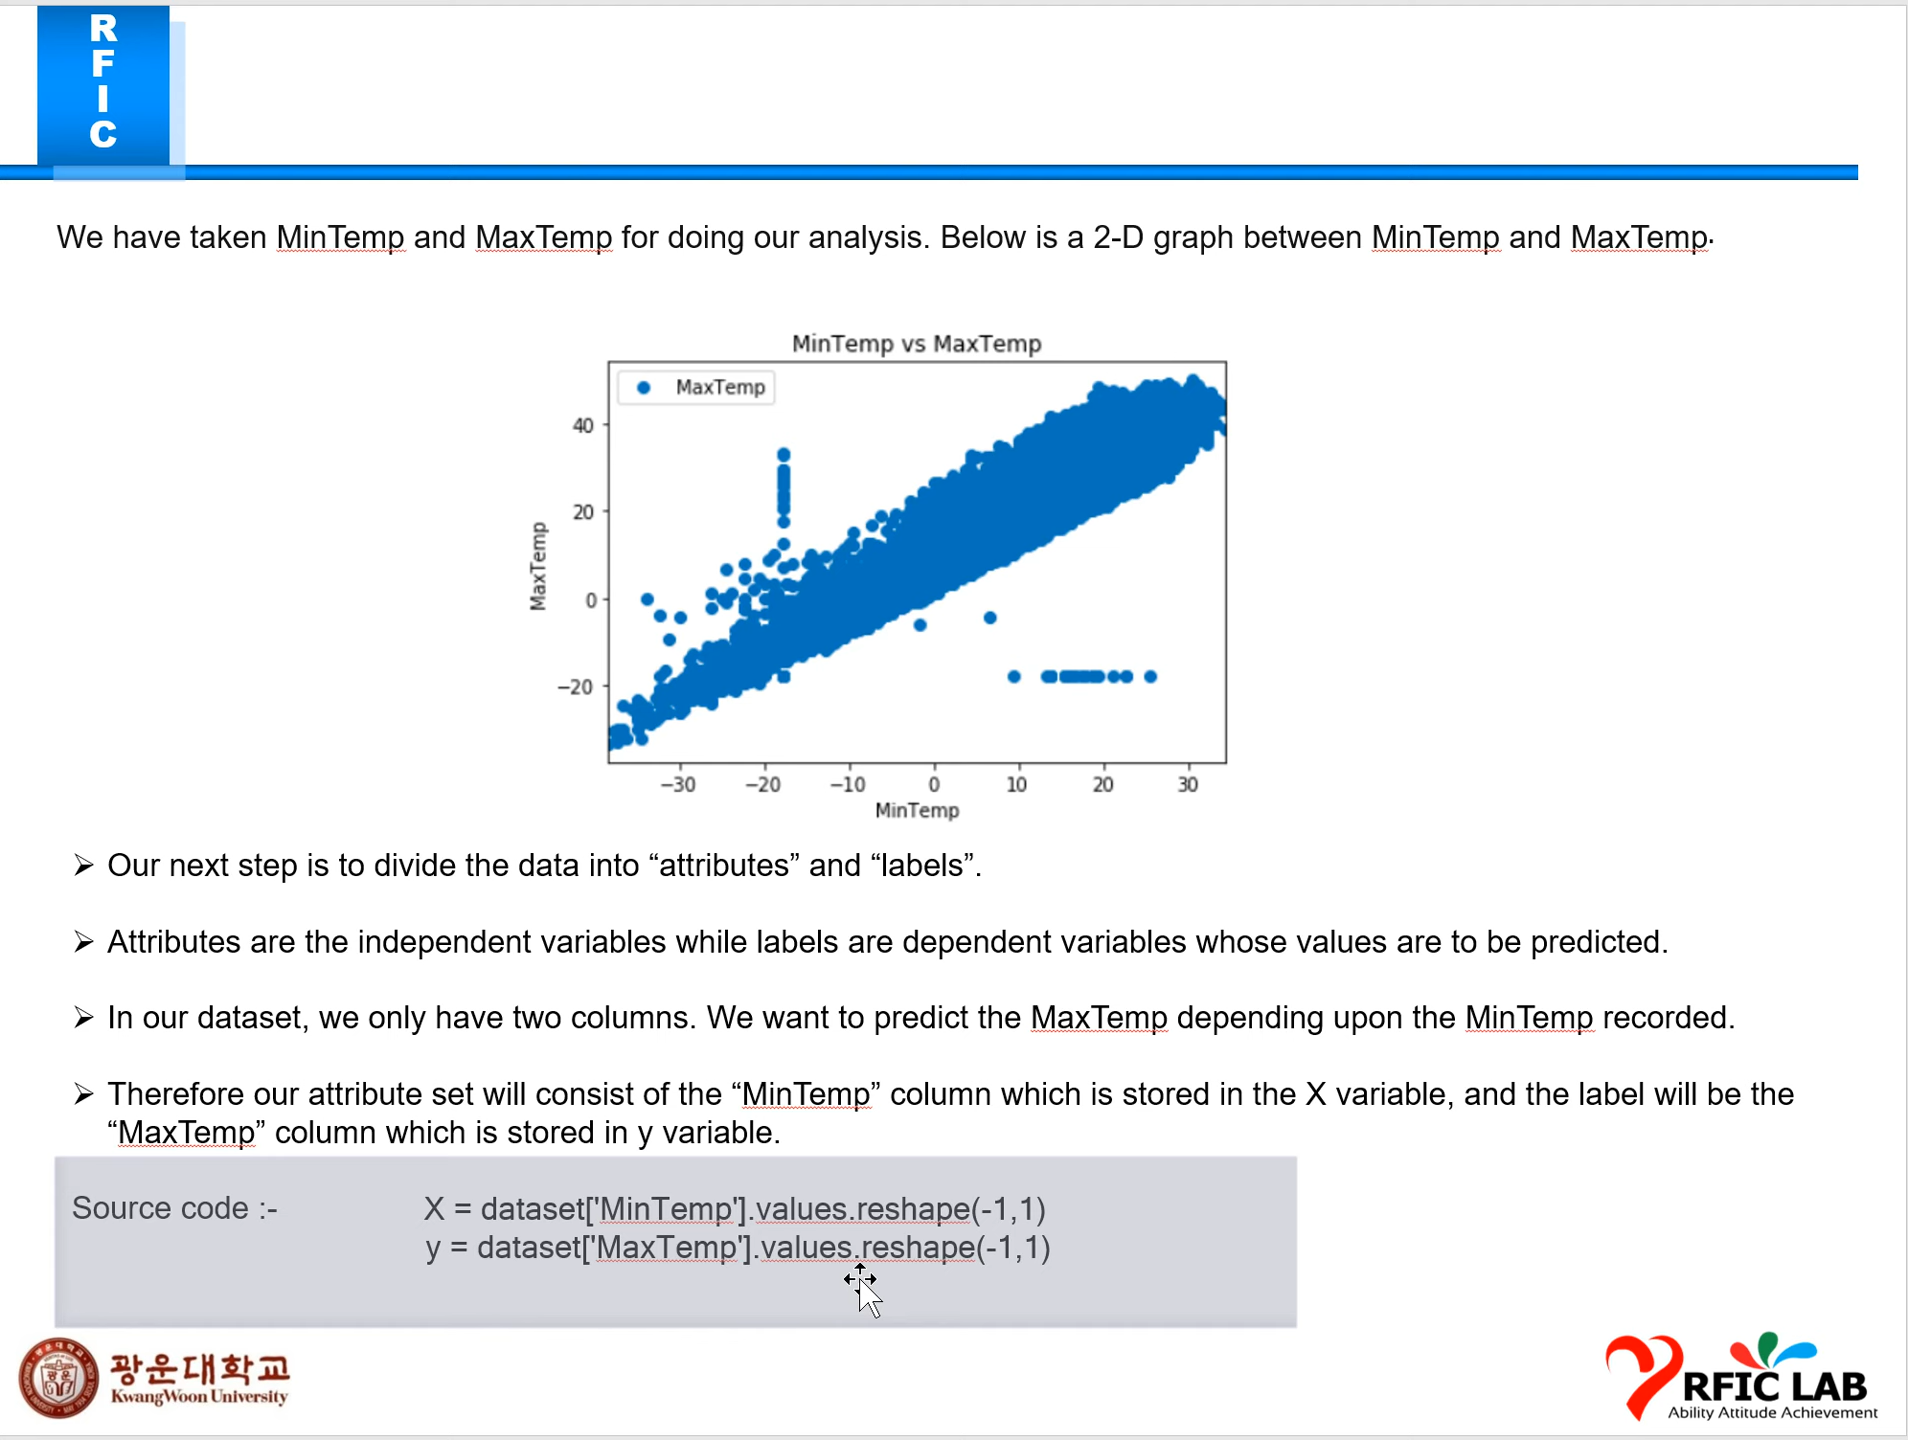 R
F
I
C
We have taken MinTemp and MaxTemp for doing our analysis. Below is a 2-D graph between MinTemp and MaxTemp.
MinTemp vs MaxTemp
MaxTemp
40
20
0
−20
MaxTemp
−30 −20 −10 0 10 20 30
MinTemp
➢ Our next step is to divide the data into “attributes” and “labels”.
➢ Attributes are the independent variables while labels are dependent variables whose values are to be predicted.
➢ In our dataset, we only have two columns. We want to predict the MaxTemp depending upon the MinTemp recorded.
➢ Therefore our attribute set will consist of the “MinTemp” column which is stored in the X variable, and the label will be the
“MaxTemp” column which is stored in y variable.
Source code :- X = dataset['MinTemp'].values.reshape(-1,1)
y = dataset['MaxTemp'].values.reshape(-1,1)
광운대학교
KwangWoon University
RFIC LAB
Ability Attitude Achievement